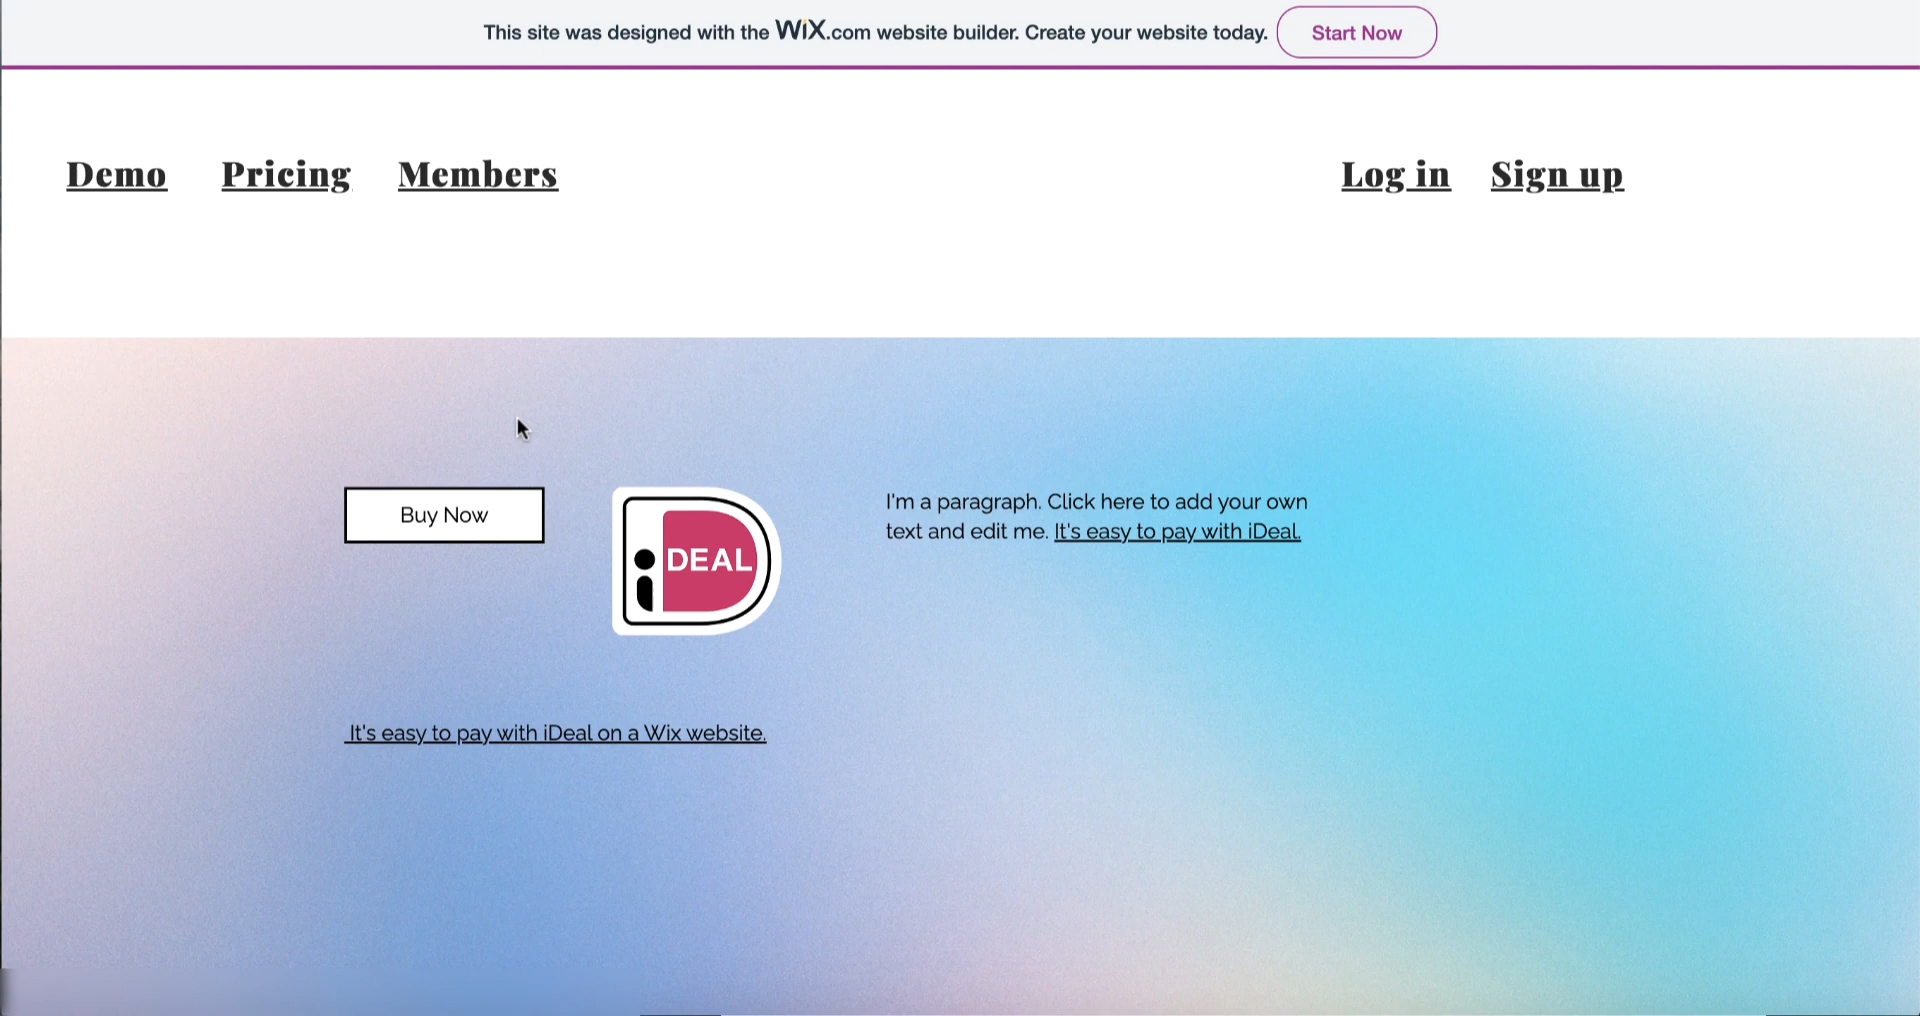 This site was designed with the WiX.com website builder. Create your website today. Start Now
Demo Pricing Members Log in Sign up
Buy Now
iDEAL
I'm a paragraph. Click here to add your own
text and edit me. It's easy to pay with iDeal.
It's easy to pay with iDeal on a Wix website.